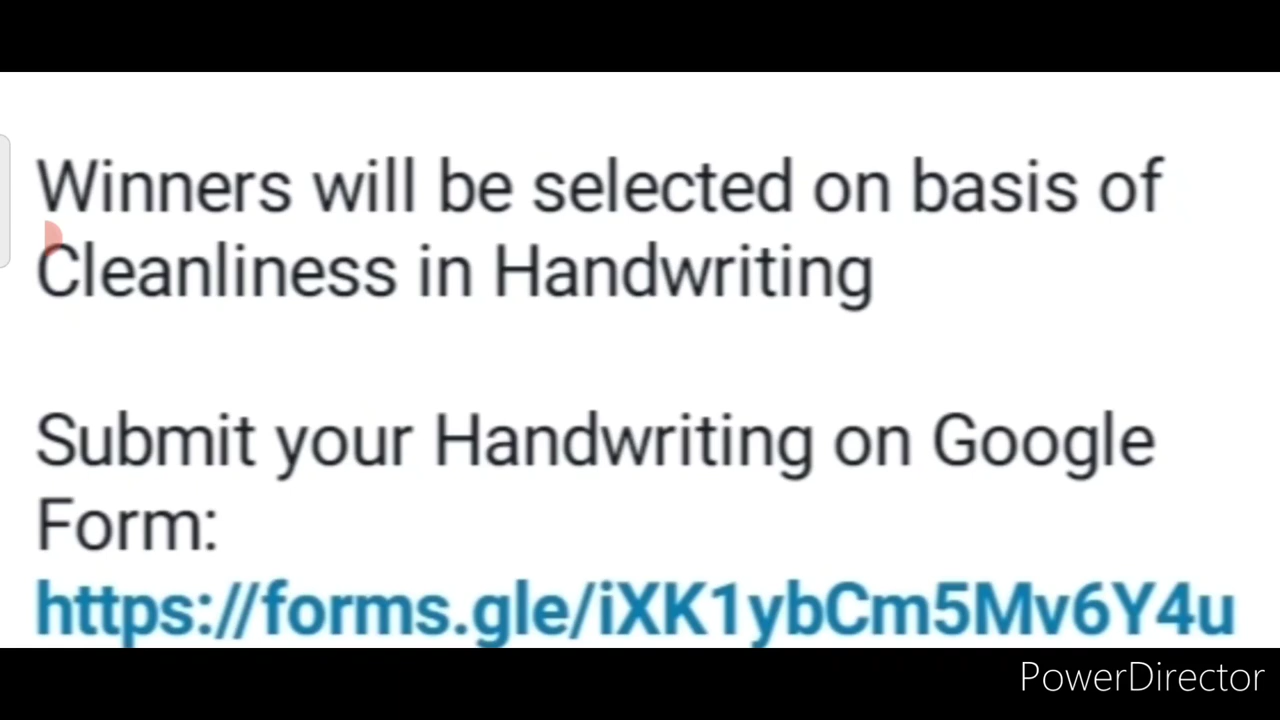 Winners will be selected on basis of
Cleanliness in Handwriting
Submit your Handwriting on Google
Form:
https://forms.gle/iXK1ybCm5Mv6Y4u
PowerDirector